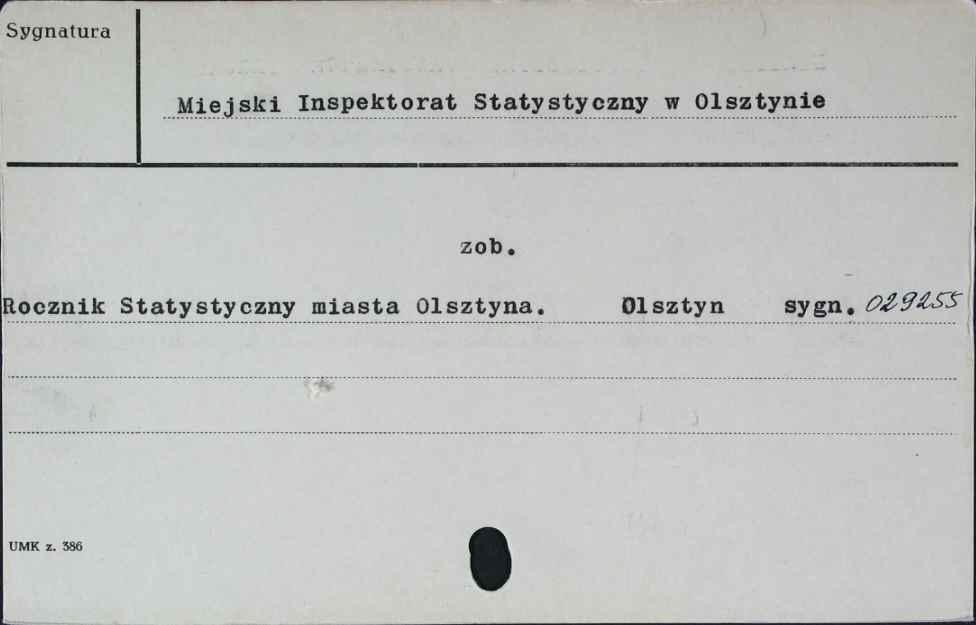 Sygnatura
Miejski Inspektorat Statystyczny w Olsztynie
zob.
Rocznik Statystyczny miasta Olsztyna. Olsztyn sygn. 029255
UMK z. 386